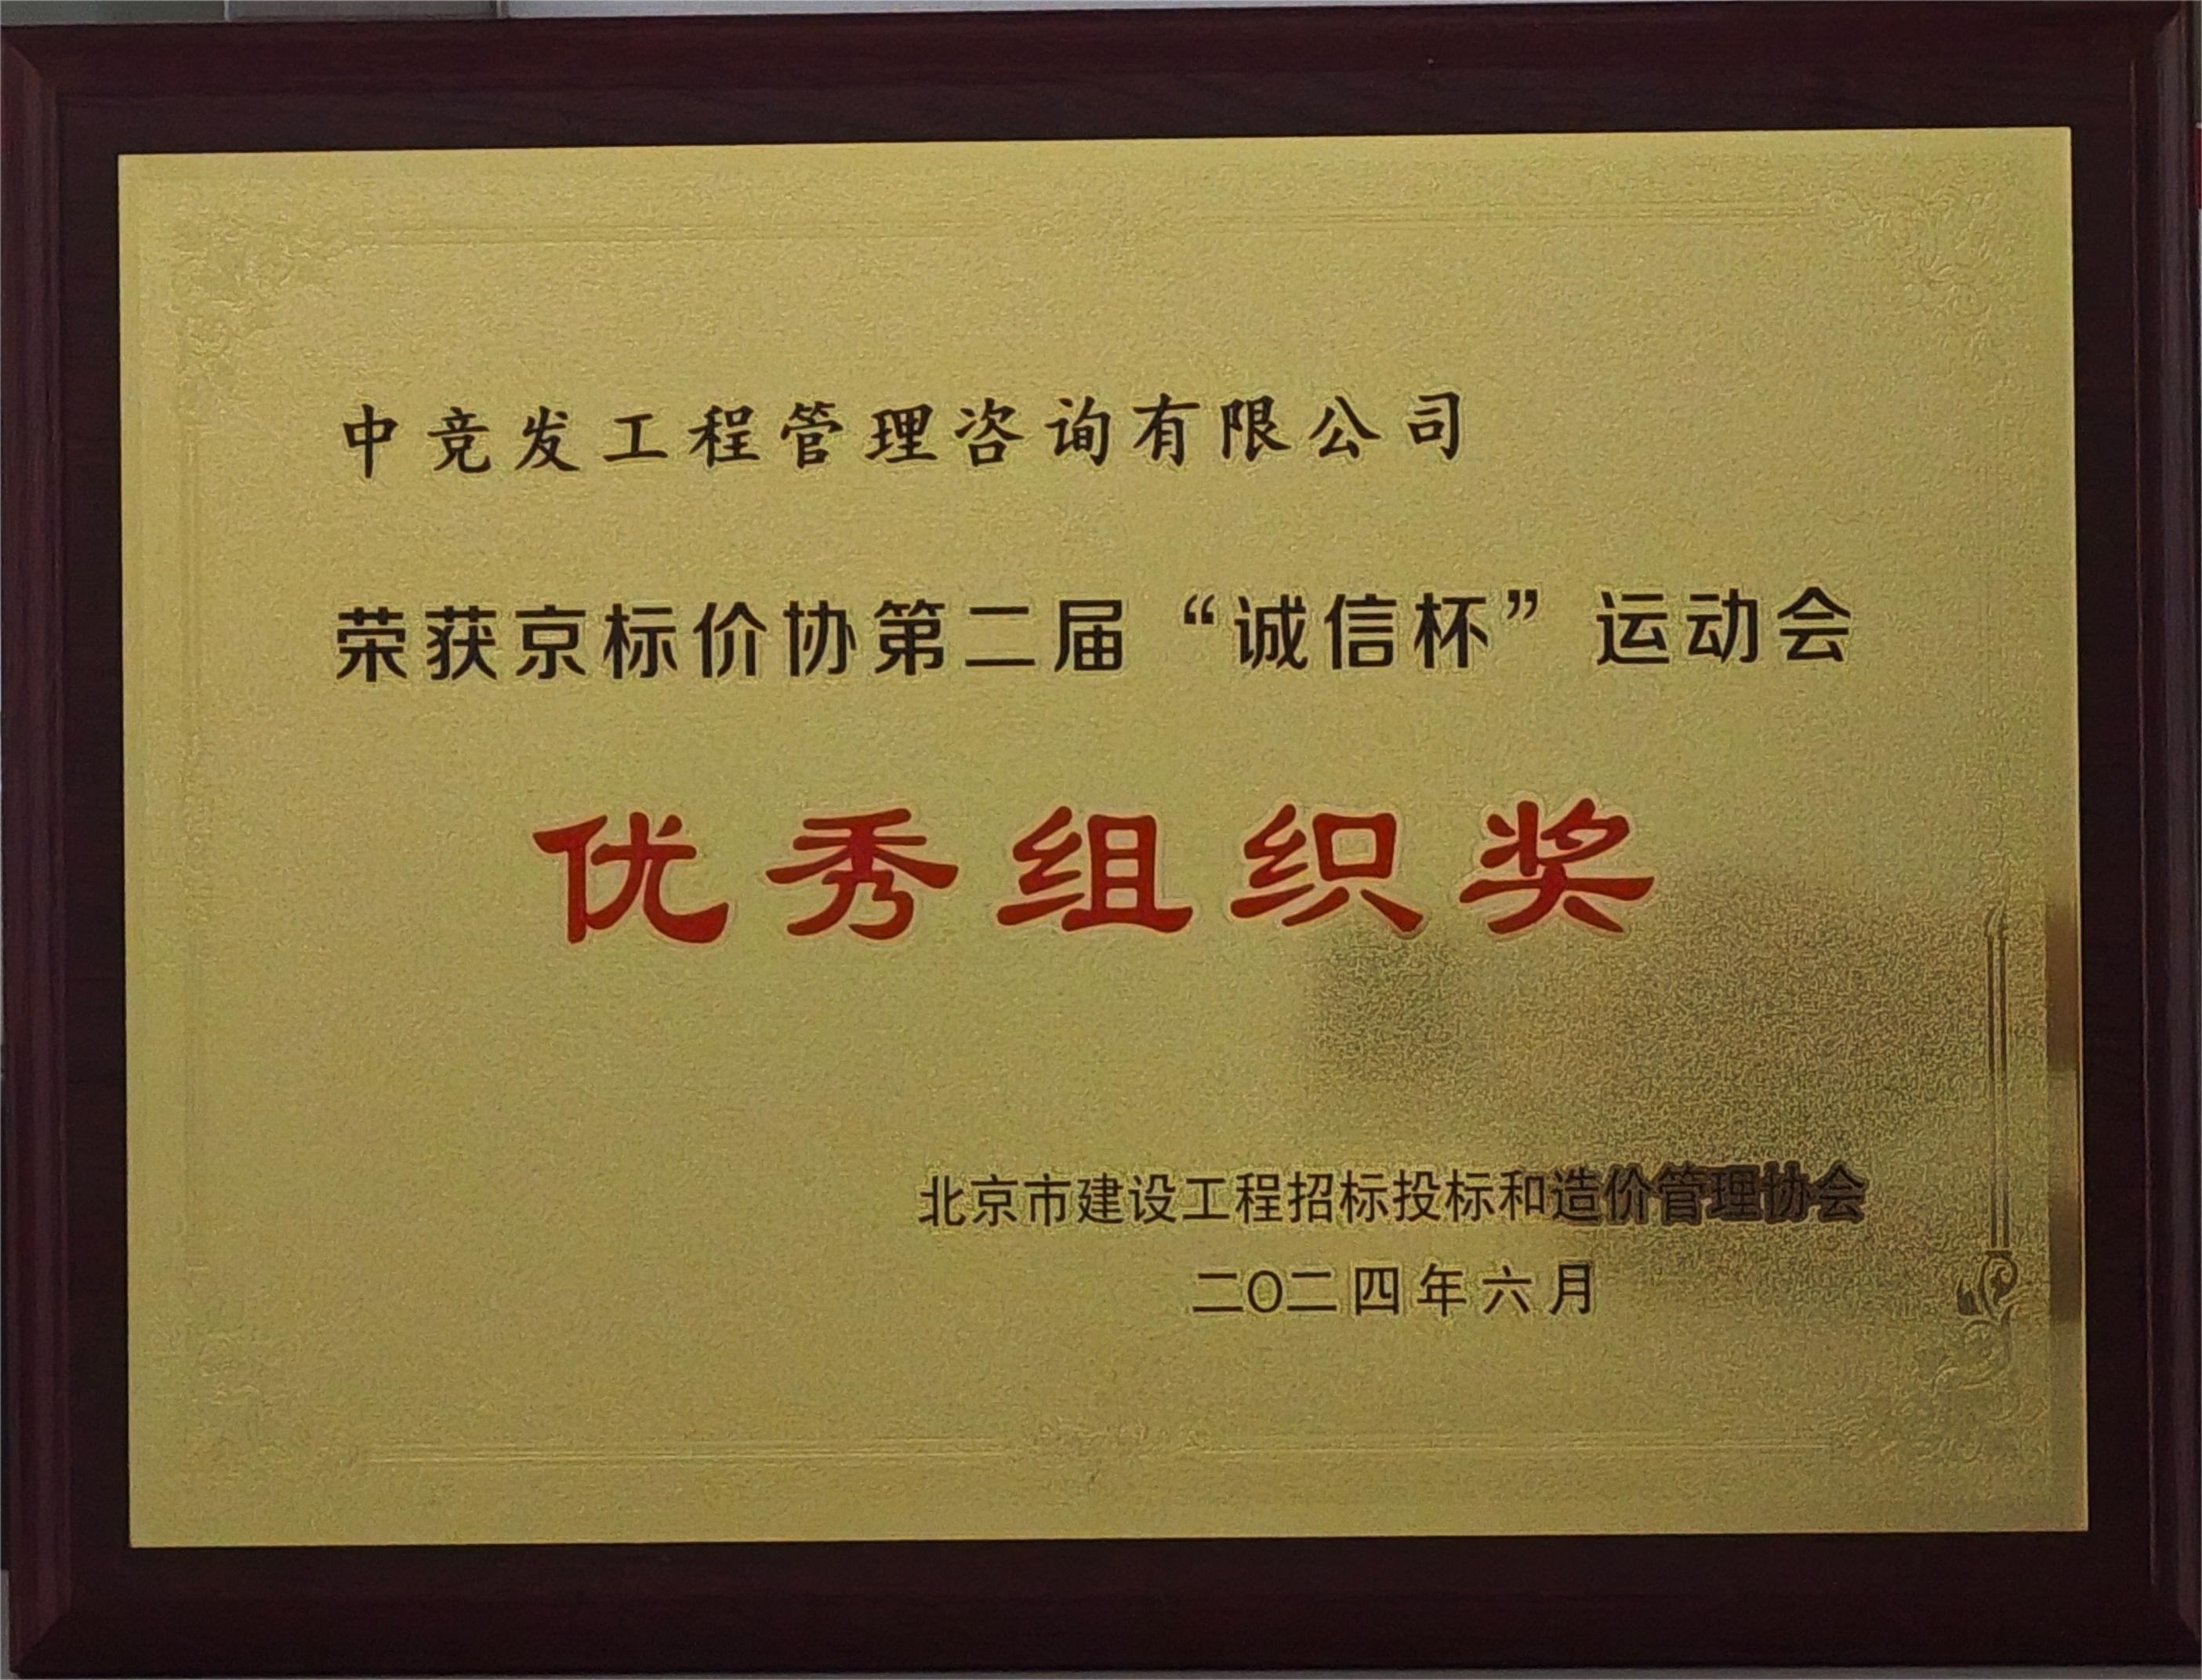 中竞发工程管理咨询有限公司
荣获京标价协第二届“诚信杯”运动会
优秀组织奖
北京市建设工程招标投标和造价管理协会
二〇二四年六月